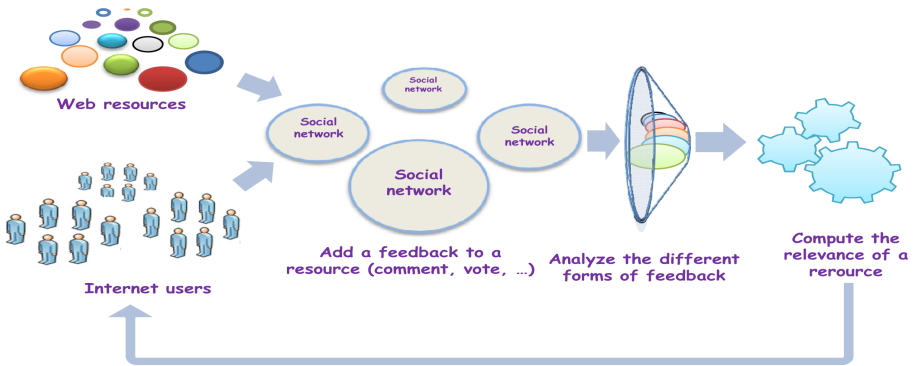 Web resources
Internet users
Social
network
Social
network
Social
network
Social
network
Add a feedback to a
resource (comment, vote, ...)
Analyze the different
forms of feedback
Compute the
relevance of a
rerource